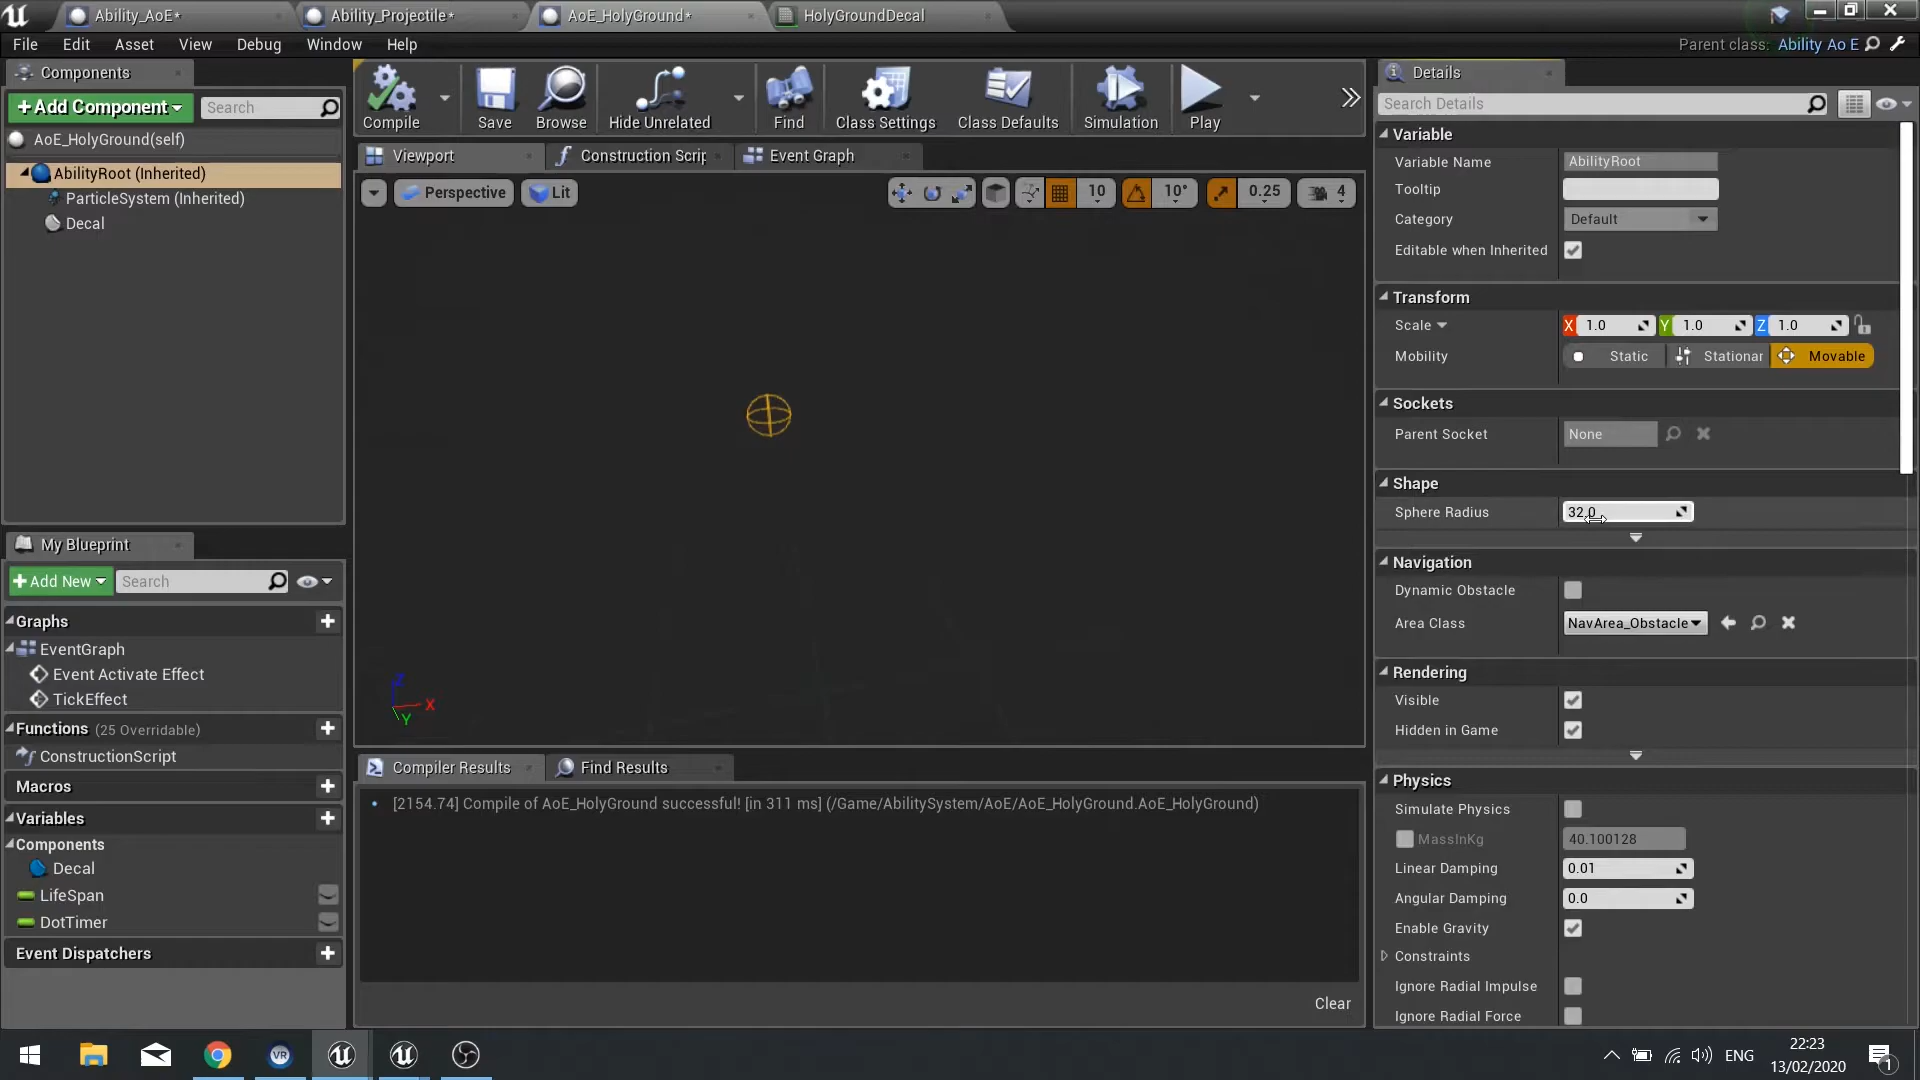 Ability_AoE*
Ability_Projectile*
AoE_HolyGround*
HolyGroundDecal
File
Edit
Asset
View
Debug
Window
Help
Parent class:
Ability Ao E
Components
+Add Component
Search
AoE_HolyGround(self)
AbilityRoot (Inherited)
ParticleSystem (Inherited)
Decal
My Blueprint
+Add New
Search
Graphs
EventGraph
Event Activate Effect
TickEffect
Functions (25 Overridable)
ConstructionScript
Macros
Variables
Components
Decal
LifeSpan
DotTimer
Event Dispatchers
Compile
Save
Browse
Hide Unrelated
Find
Class Settings
Class Defaults
Simulation
Play
Viewport
Construction Scrip
Event Graph
Perspective
Lit
10
10°
0.25
4
Z
X
Y
Compiler Results
Find Results
[2154.74] Compile of AoE_HolyGround successful! [in 311 ms] (/Game/AbilitySystem/AoE/AoE_HolyGround.AoE_HolyGround)
Clear
Details
Search Details
Variable
Variable Name AbilityRoot
Tooltip
Category Default
Editable when Inherited
Transform
Scale X 1.0 Y 1.0 Z 1.0
Mobility Static Stationar Movable
Sockets
Parent Socket None
Shape
Sphere Radius 32.0
Navigation
Dynamic Obstacle
Area Class NavArea_Obstacle
Rendering
Visible
Hidden in Game
Physics
Simulate Physics
MassInKg 40.100128
Linear Damping 0.01
Angular Damping 0.0
Enable Gravity
Constraints
Ignore Radial Impulse
Ignore Radial Force
VR
ENG
22:23
13/02/2020
1